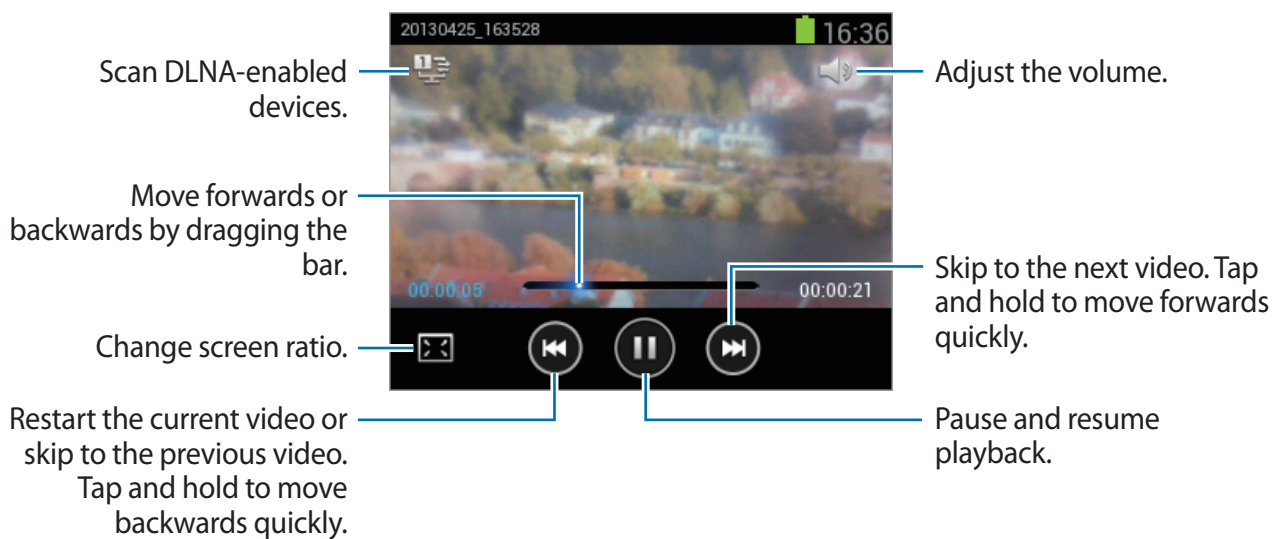 20130425_163528
16:36
Scan DLNA-enabled
devices.
1
Adjust the volume.
Move forwards or
backwards by dragging the
bar.
00:00:05
00:00:21
Skip to the next video. Tap
and hold to move forwards
quickly.
Change screen ratio.
Restart the current video or
skip to the previous video.
Tap and hold to move
backwards quickly.
Pause and resume
playback.